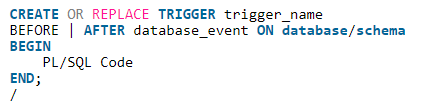 CREATE OR REPLACE TRIGGER trigger_name
BEFORE | AFTER database_event ON database/schema
BEGIN
    PL/SQL Code
END;
/